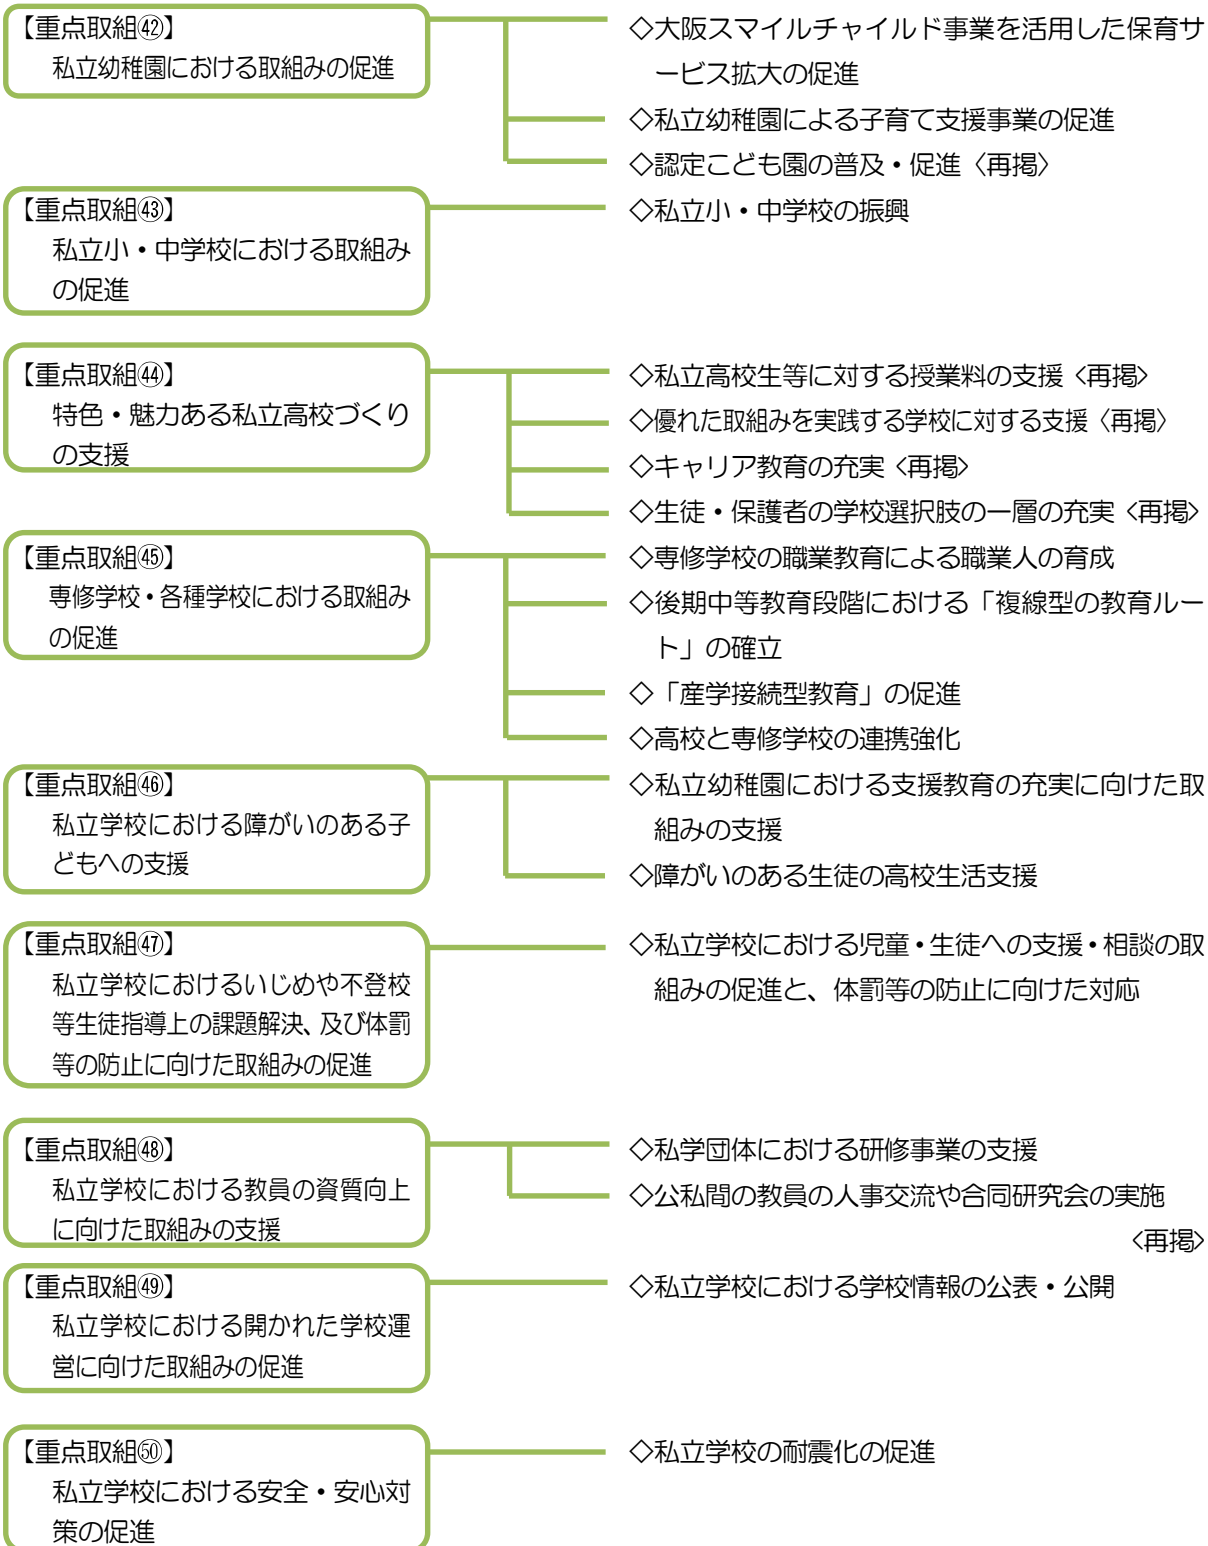 【重点取組㊷】
私立幼稚園における取組みの促進
◇大阪スマイルチャイルド事業を活用した保育サ
ービス拡大の促進
◇私立幼稚園による子育て支援事業の促進
◇認定こども園の普及・促進〈再掲〉
【重点取組㊸】
私立小・中学校における取組み
の促進
◇私立小・中学校の振興
【重点取組㊹】
特色・魅力ある私立高校づくり
の支援
◇私立高校生等に対する授業料の支援〈再掲〉
◇優れた取組みを実践する学校に対する支援〈再掲〉
◇キャリア教育の充実〈再掲〉
◇生徒・保護者の学校選択肢の一層の充実〈再掲〉
【重点取組㊺】
専修学校・各種学校における取組み
の促進
◇専修学校の職業教育による職業人の育成
◇後期中等教育段階における「複線型の教育ルー
ト」の確立
◇「産学接続型教育」の促進
◇高校と専修学校の連携強化
【重点取組㊻】
私立学校における障がいのある子
どもへの支援
◇私立幼稚園における支援教育の充実に向けた取
組みの支援
◇障がいのある生徒の高校生活支援
【重点取組㊼】
私立学校におけるいじめや不登校
等生徒指導上の課題解決、及び体罰
等の防止に向けた取組みの促進
◇私立学校における児童・生徒への支援・相談の取
組みの促進と、体罰等の防止に向けた対応
【重点取組㊽】
私立学校における教員の資質向上
に向けた取組みの支援
◇私学団体における研修事業の支援
◇公私間の教員の人事交流や合同研究会の実施
〈再掲〉
【重点取組㊾】
私立学校における開かれた学校運
営に向けた取組みの促進
◇私立学校における学校情報の公表・公開
【重点取組㊿】
私立学校における安全・安心対
策の促進
◇私立学校の耐震化の促進